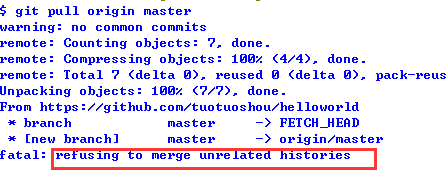 $ git pull origin master
warning: no common commits
remote: Counting objects: 7, done.
remote: Compressing objects: 100% (4/4), done.
remote: Total 7 (delta 0), reused 0 (delta 0), pack-reus
Unpacking objects: 100% (7/7), done.
From https://github.com/tuotuoshou/helloworld
 * branch            master     -> FETCH_HEAD
 * [new branch]      master     -> origin/master
fatal: refusing to merge unrelated histories